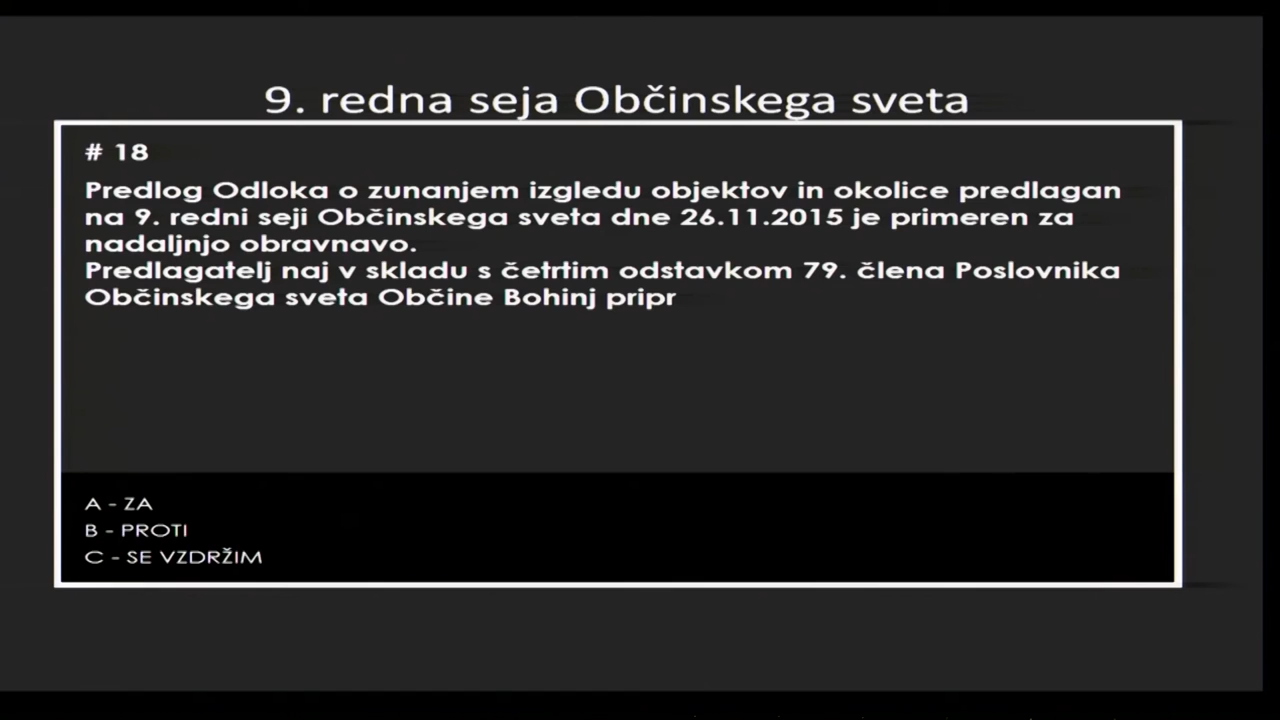 9. redna seja Občinskega sveta
# 18
Predlog Odloka o zunanjem izgledu objektov in okolice predlagan
na 9. redni seji Občinskega sveta dne 26.11.2015 je primeren za
nadaljnjo obravnavo.
Predlagatelj naj v skladu s četrtim odstavkom 79. člena Poslovnika
Občinskega sveta Občine Bohinj pripr
A - ZA
B - PROTI
C - SE VZDRŽIM